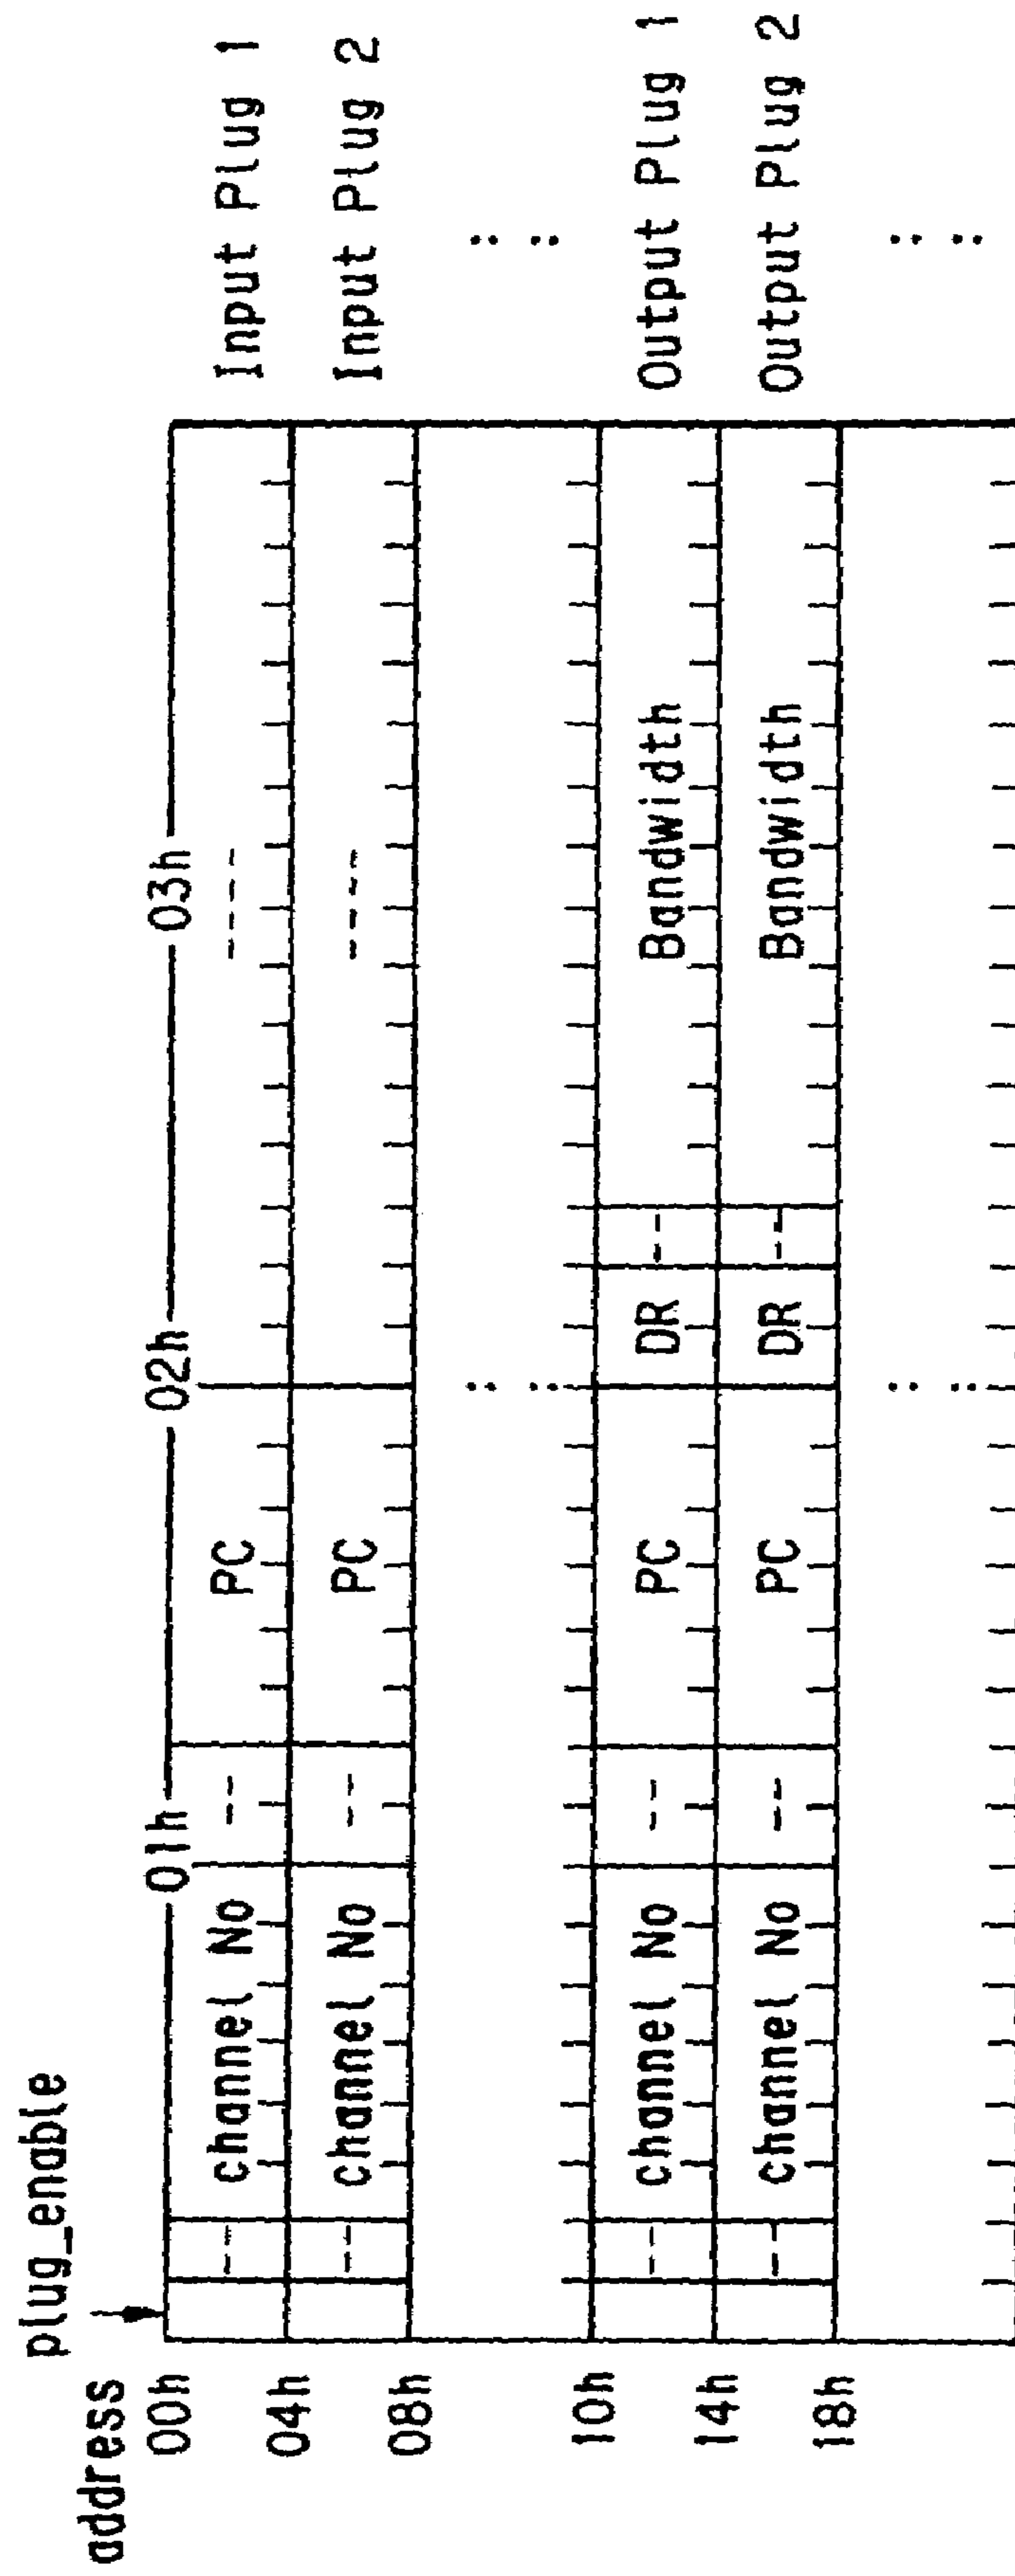 plug_enable
address
01h 02h 03h
00h -- channel No -- PC ---- Input Plug 1
04h -- channel No -- PC ---- Input Plug 2
08h
: : : :
10h -- channel No -- PC DR -- Bandwidth Output Plug 1
14h -- channel No -- PC DR -- Bandwidth Output Plug 2
18h
: : : :